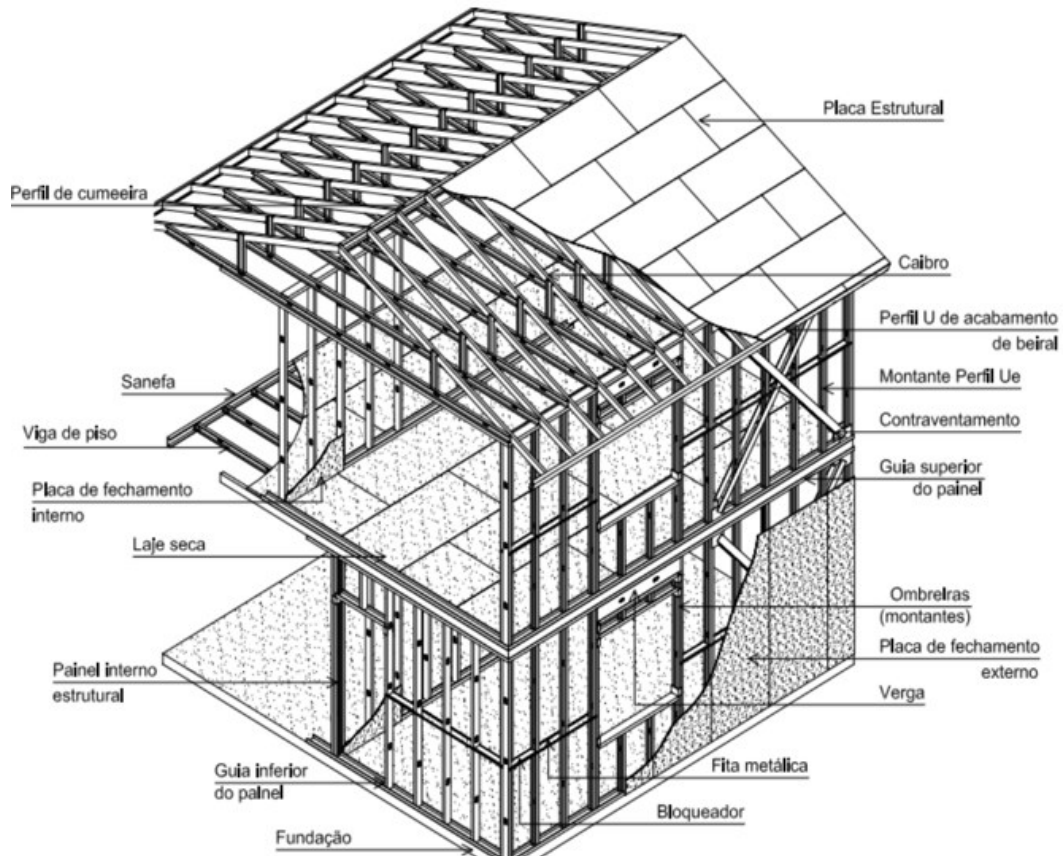 Placa Estrutural
Perfil de cumeeira
Caibro
Perfil U de acabamento
de beiral
Sanefa
Montante Perfil Ue
Viga de piso
Contraventamento
Placa de fechamento
interno
Guia superior
do painel
Laje seca
Ombreiras
(montantes)
Placa de fechamento
externo
Painel interno
estrutural
Verga
Guia inferior
do painel
Fita metálica
Bloqueador
Fundação